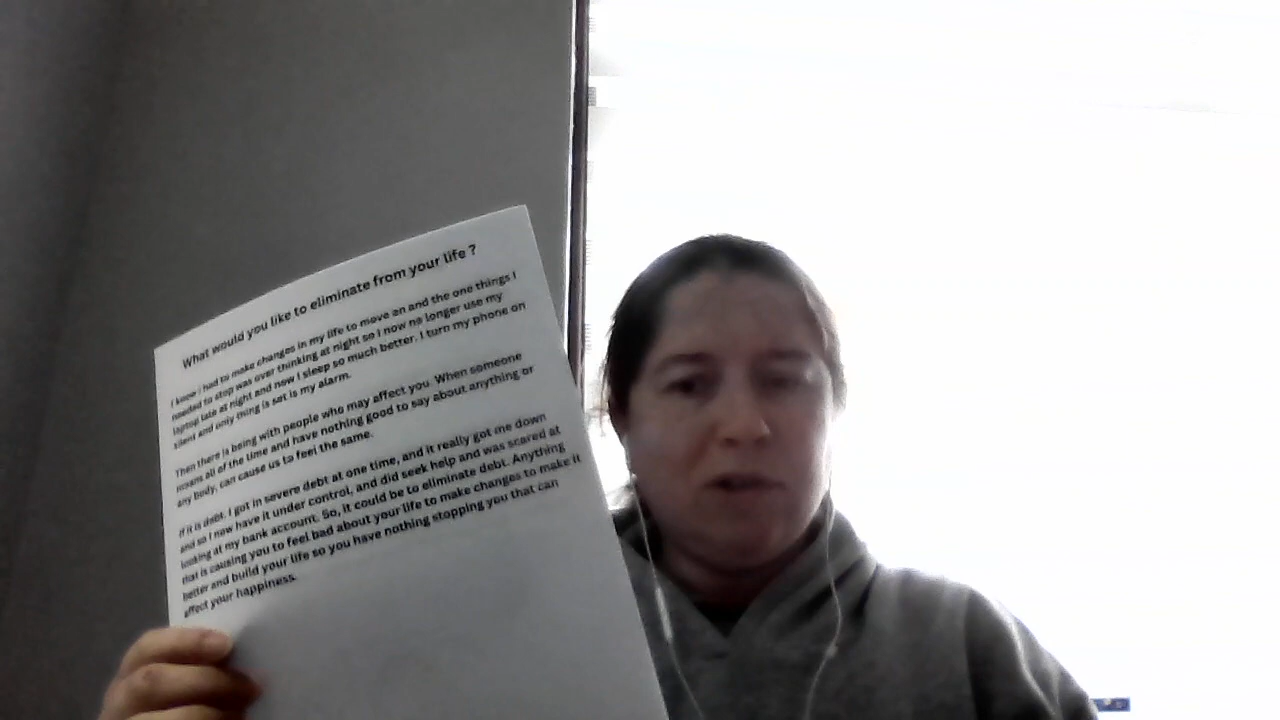 What would you like to eliminate from your life ?
I know i had to make changes in my life to move an and the one things I
needed to stop was over thinking at night so I now no longer use my
laptop late at night and now I sleep so much better. I turn my phone on
silent and only thing is set is my alarm.
Then there is being with people who may affect you. When someone
means all of the time and have nothing good to say about anything or
any body, can cause us to feel the same.
If it is debt. I got in severe debt at one time, and it really got me down
and so I now have it under control, and did seek help and was scared at
looking at my bank account. So, it could be to eliminate debt. Anything
that is causing you to feel bad about your life to make changes to make it
better and build your life so you have nothing stopping you that can
affect your happiness.